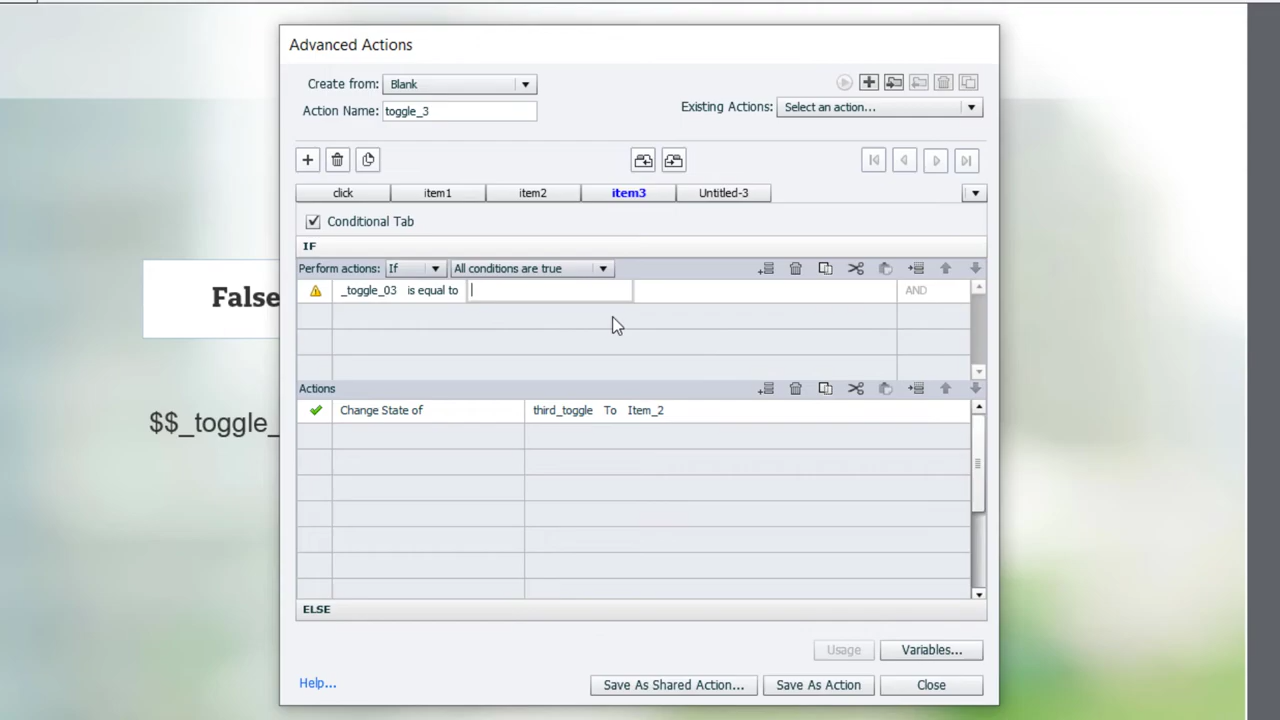 Advanced Actions
Create from: Blank
Action Name: toggle_3
Existing Actions: Select an action...
click item1 item2 item3 Untitled-3
Conditional Tab
IF
Perform actions: If All conditions are true
_toggle_03 is equal to AND
False
Actions
Change State of third_toggle To Item_2
$$_toggle_
ELSE
Usage Variables...
Help... Save As Shared Action... Save As Action Close